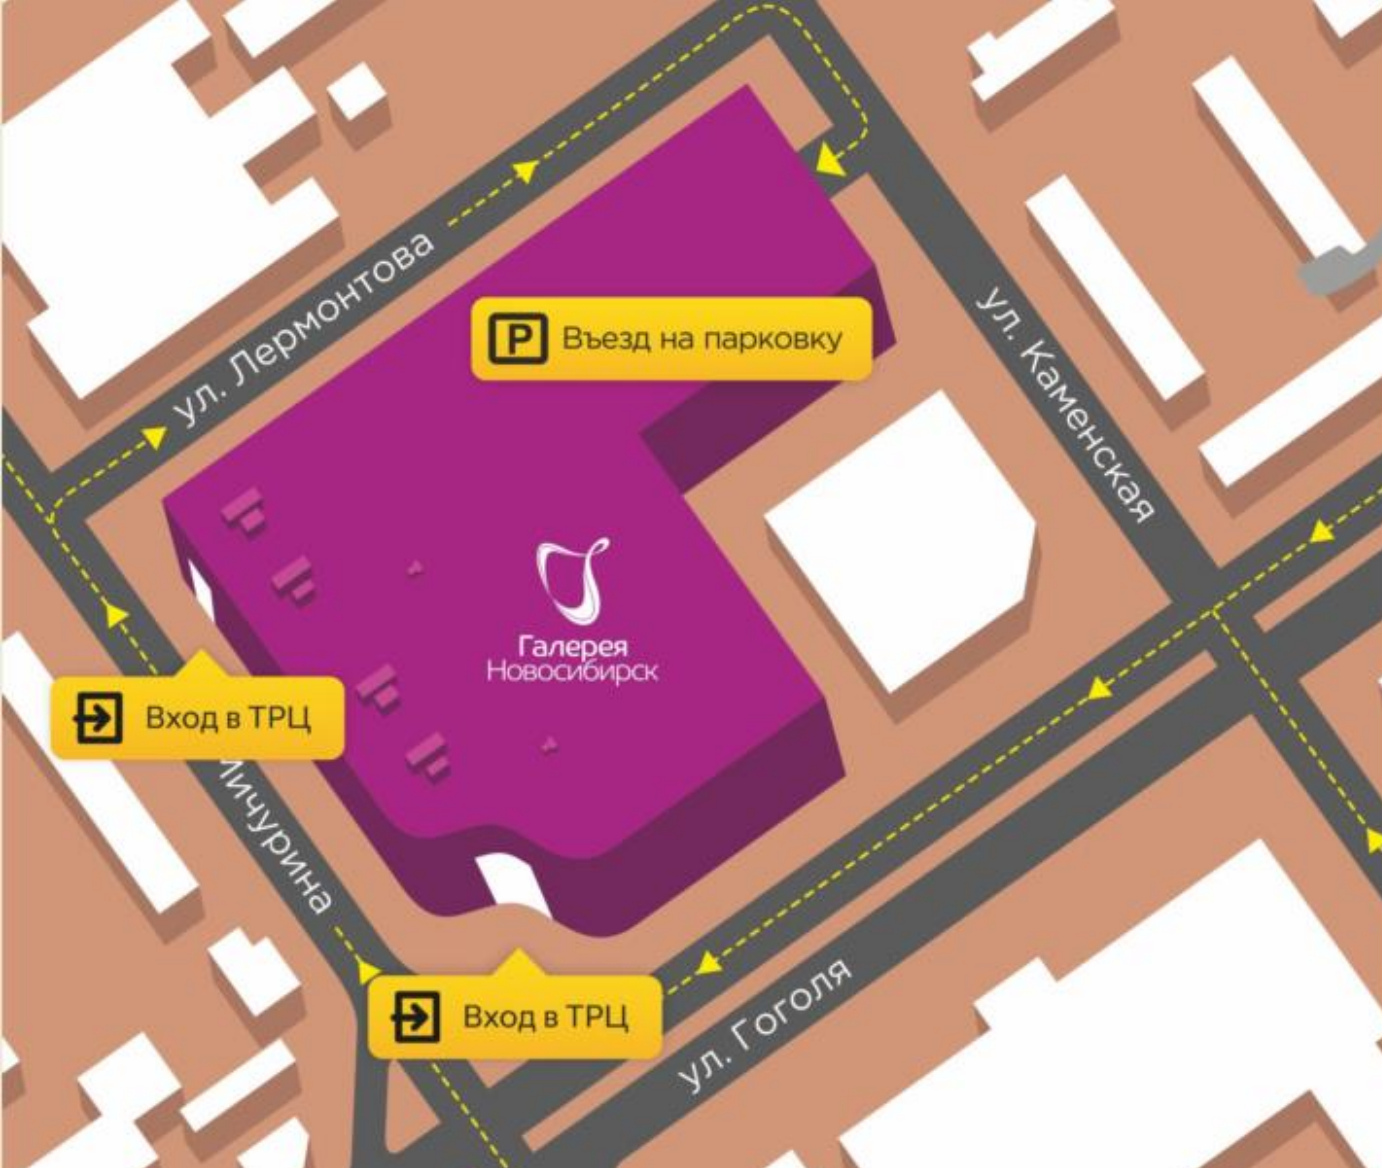 ул. Лермонтова
P Въезд на парковку
ул. Каменская
Галерея
Новосибирск
Вход в ТРЦ
Мичурина
Вход в ТРЦ
ул. Гоголя